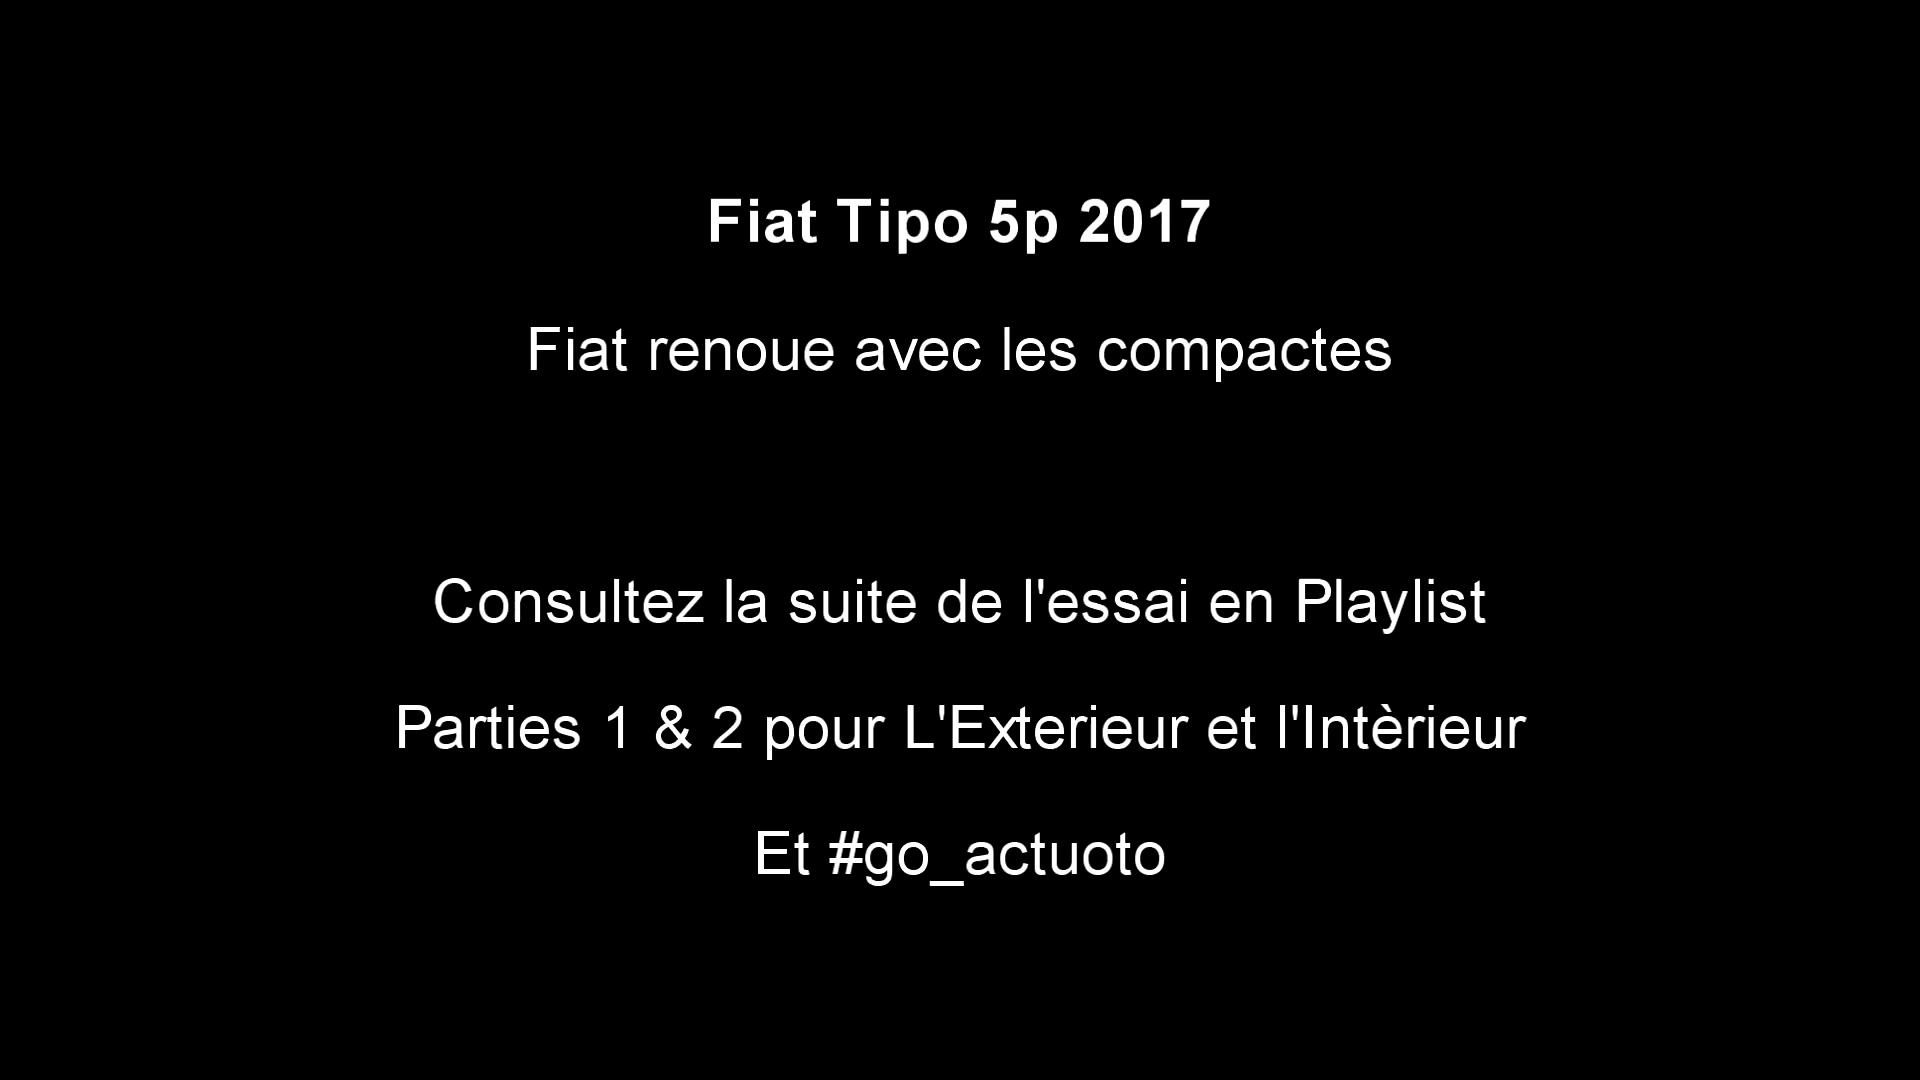 Fiat Tipo 5p 2017
Fiat renoue avec les compactes
Consultez la suite de l'essai en Playlist
Parties 1 & 2 pour L'Exterieur et l'Intèrieur
Et #go_actuoto